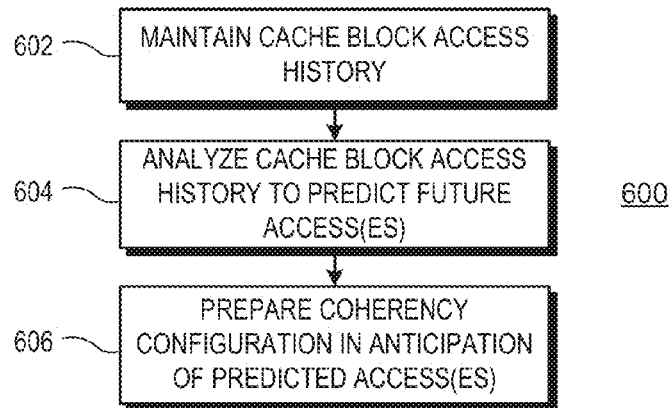 602
MAINTAIN CACHE BLOCK ACCESS
HISTORY
604
ANALYZE CACHE BLOCK ACCESS
HISTORY TO PREDICT FUTURE
ACCESS(ES)
600
606
PREPARE COHERENCY
CONFIGURATION IN ANTICIPATION
OF PREDICTED ACCESS(ES)